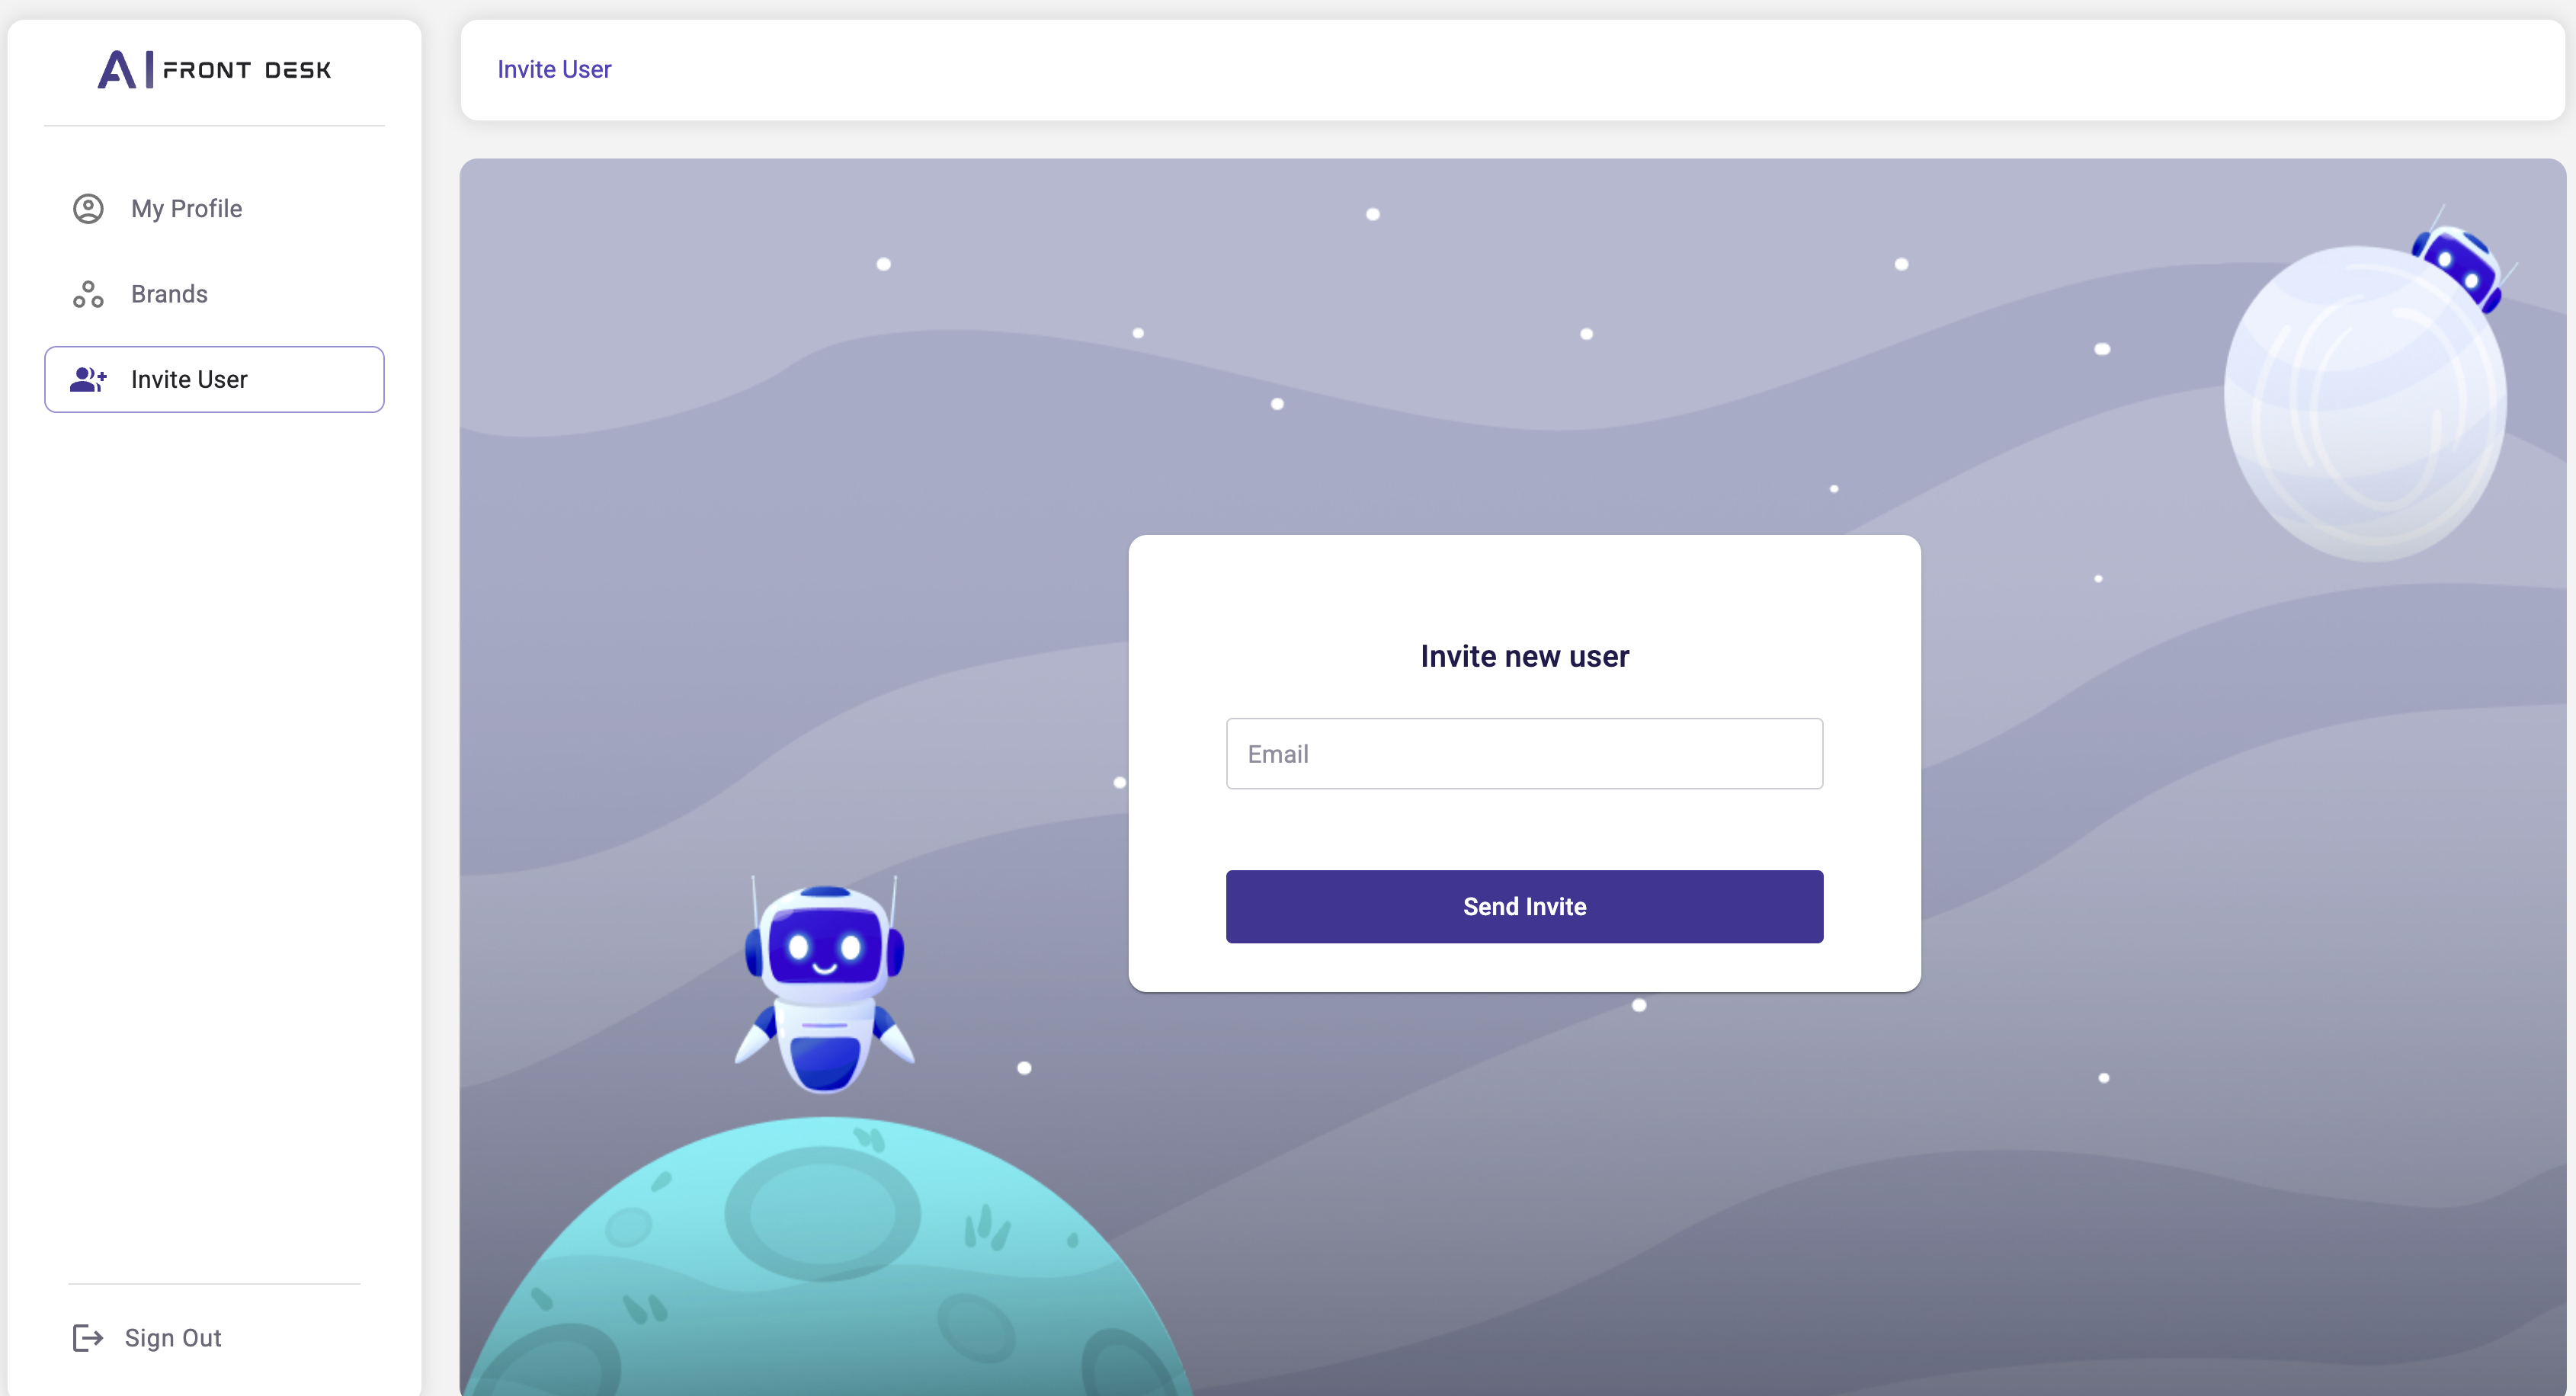 AI FRONT DESK
My Profile
Brands
Invite User
Sign Out
Invite User
Invite new user
Email
Send Invite